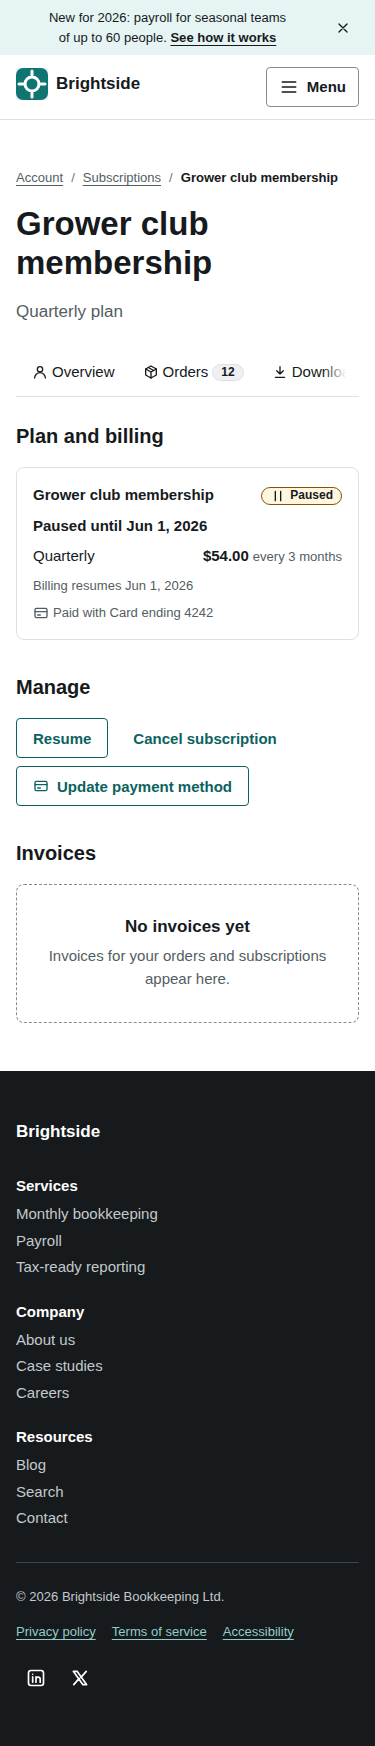 New for 2026: payroll for seasonal teams
of up to 60 people. See how it works
Brightside
Menu
Account / Subscriptions / Grower club membership
Grower club
membership
Quarterly plan
Overview Orders 12 Downloa
Plan and billing
Grower club membership Paused
Paused until Jun 1, 2026
Quarterly $54.00 every 3 months
Billing resumes Jun 1, 2026
Paid with Card ending 4242
Manage
Resume Cancel subscription
Update payment method
Invoices
No invoices yet
Invoices for your orders and subscriptions
appear here.
Brightside
Services
Monthly bookkeeping
Payroll
Tax-ready reporting
Company
About us
Case studies
Careers
Resources
Blog
Search
Contact
© 2026 Brightside Bookkeeping Ltd.
Privacy policy Terms of service Accessibility